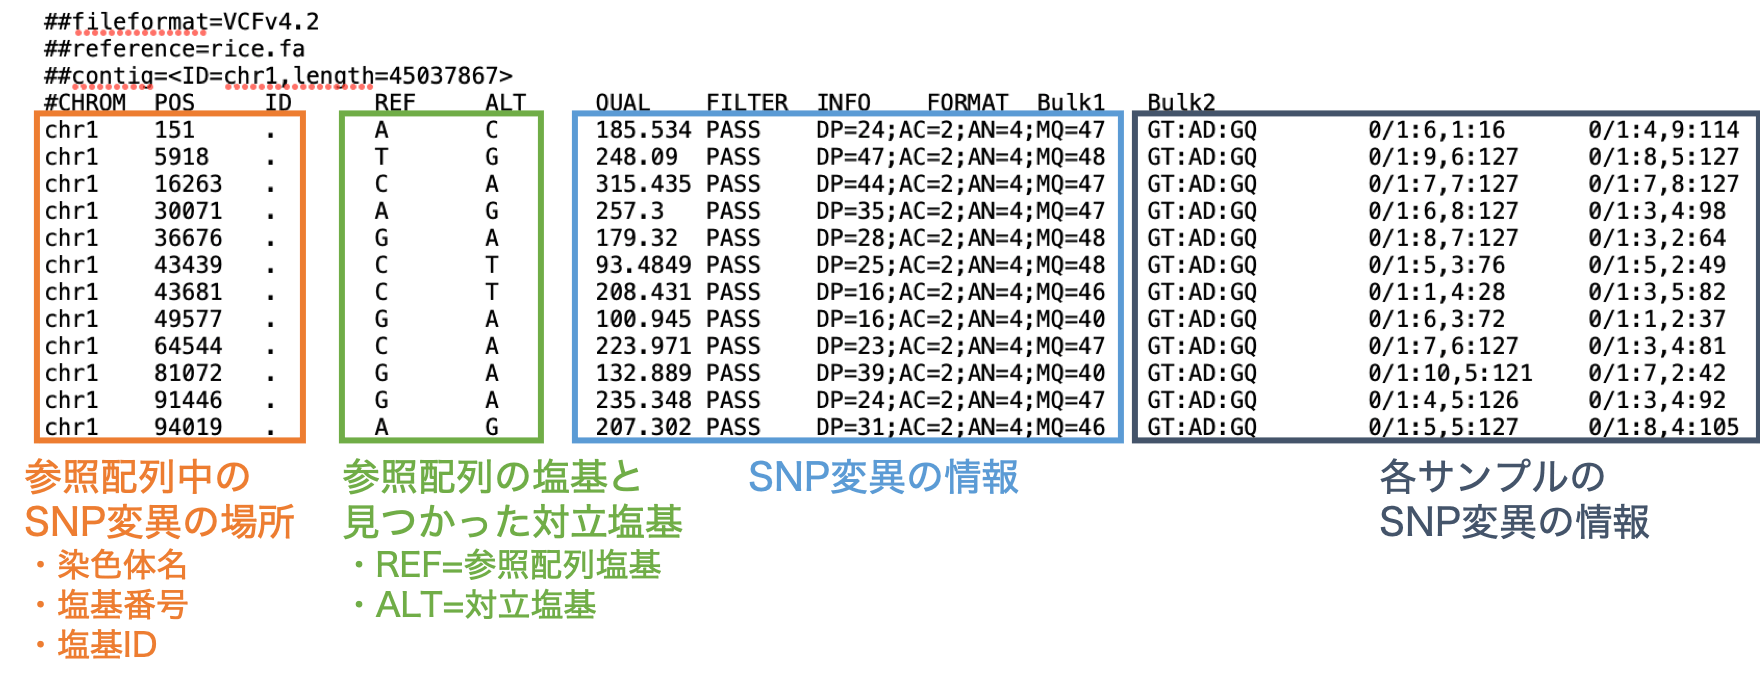 ##fileformat=VCFv4.2
##reference=rice.fa
##contig=<ID=chr1,length=45037867>
#CHROM POS ID REF ALT QUAL FILTER INFO FORMAT Bulk1 Bulk2
chr1 151 . A C 185.534 PASS DP=24;AC=2;AN=4;MQ=47 GT:AD:GQ 0/1:6,1:16 0/1:4,9:114
chr1 5918 . T G 248.09 PASS DP=47;AC=2;AN=4;MQ=48 GT:AD:GQ 0/1:9,6:127 0/1:8,5:127
chr1 16263 . C A 315.435 PASS DP=44;AC=2;AN=4;MQ=47 GT:AD:GQ 0/1:7,7:127 0/1:7,8:127
chr1 30071 . A G 257.3 PASS DP=35;AC=2;AN=4;MQ=47 GT:AD:GQ 0/1:6,8:127 0/1:3,4:98
chr1 36676 . G A 179.32 PASS DP=28;AC=2;AN=4;MQ=48 GT:AD:GQ 0/1:8,7:127 0/1:3,2:64
chr1 43439 . C T 93.4849 PASS DP=25;AC=2;AN=4;MQ=48 GT:AD:GQ 0/1:5,3:76 0/1:5,2:49
chr1 43681 . C T 208.431 PASS DP=16;AC=2;AN=4;MQ=46 GT:AD:GQ 0/1:1,4:28 0/1:3,5:82
chr1 49577 . G A 100.945 PASS DP=16;AC=2;AN=4;MQ=40 GT:AD:GQ 0/1:6,3:72 0/1:1,2:37
chr1 64544 . C A 223.971 PASS DP=23;AC=2;AN=4;MQ=47 GT:AD:GQ 0/1:7,6:127 0/1:3,4:81
chr1 81072 . G A 132.889 PASS DP=39;AC=2;AN=4;MQ=40 GT:AD:GQ 0/1:10,5:121 0/1:7,2:42
chr1 91446 . G A 235.348 PASS DP=24;AC=2;AN=4;MQ=47 GT:AD:GQ 0/1:4,5:126 0/1:3,4:92
chr1 94019 . A G 207.302 PASS DP=31;AC=2;AN=4;MQ=46 GT:AD:GQ 0/1:5,5:127 0/1:8,4:105
参照配列中の
SNP変異の場所
・染色体名
・塩基番号
・塩基ID
参照配列の塩基と
見つかった対立塩基
・REF=参照配列塩基
・ALT=対立塩基
SNP変異の情報
各サンプルの
SNP変異の情報